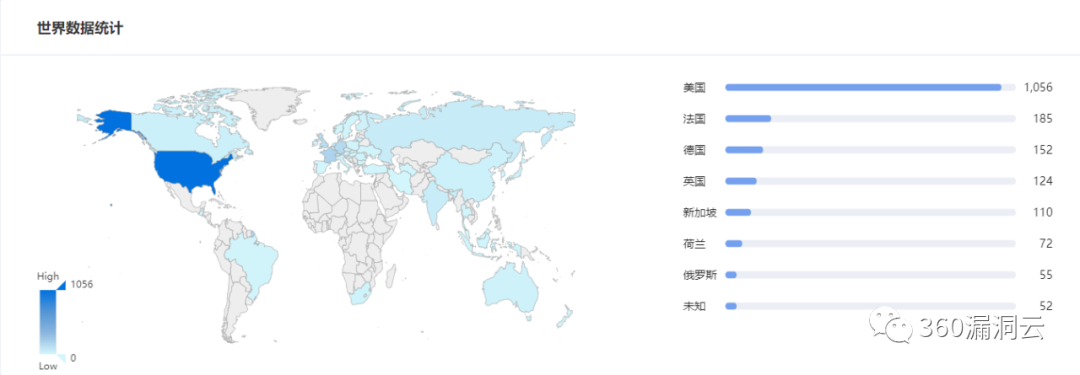 世界数据统计
美国 1,056
法国 185
德国 152
英国 124
新加坡 110
荷兰 72
俄罗斯 55
未知 52
High
1056
0
Low
360漏洞云